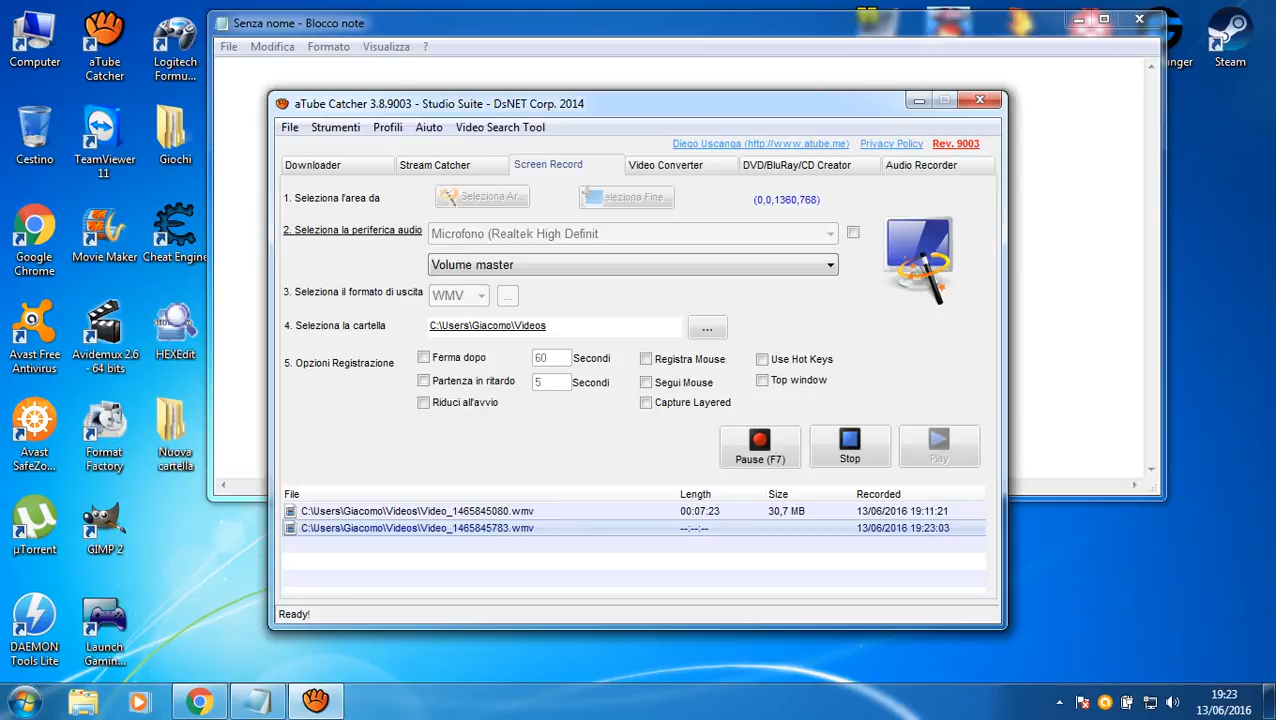 Senza nome - Blocco note
File Modifica Formato Visualizza ?
aTube Catcher 3.8.9003 - Studio Suite - DsNET Corp. 2014
File Strumenti Profili Aiuto Video Search Tool
Diego Uscanga (http://www.atube.me) Privacy Policy Rev. 9003
Downloader Stream Catcher Screen Record Video Converter DVD/BluRay/CD Creator Audio Recorder
1. Seleziona l'area da Seleziona Ar... eleziona Fine... (0,0,1360,768)
2. Seleziona la periferica audio Microfono (Realtek High Definit
Volume master
3. Seleziona il formato di uscita WMV ...
4. Seleziona la cartella C:\Users\Giacomo\Videos ...
5. Opzioni Registrazione
Ferma dopo 60 Secondi Registra Mouse Use Hot Keys
Partenza in ritardo 5 Secondi Segui Mouse Top window
Riduci all'avvio Capture Layered
Pause (F7) Stop Play
File Length Size Recorded
C:\Users\Giacomo\Videos\Video_1465845080.wmv 00:07:23 30,7 MB 13/06/2016 19:11:21
C:\Users\Giacomo\Videos\Video_1465845783.wmv --:--:-- 13/06/2016 19:23:03
Ready!
Computer
aTube
Catcher
Logitech
Formu...
Cestino
TeamViewer
11
Giochi
Google
Chrome
Movie Maker
Cheat Engine
Avast Free
Antivirus
Avidemux 2.6
- 64 bits
HEXEdit
Avast
SafeZo...
Format
Factory
Nuova
cartella
µTorrent
GIMP 2
DAEMON
Tools Lite
Launch
Gamin...
unger
Steam
19:23
13/06/2016